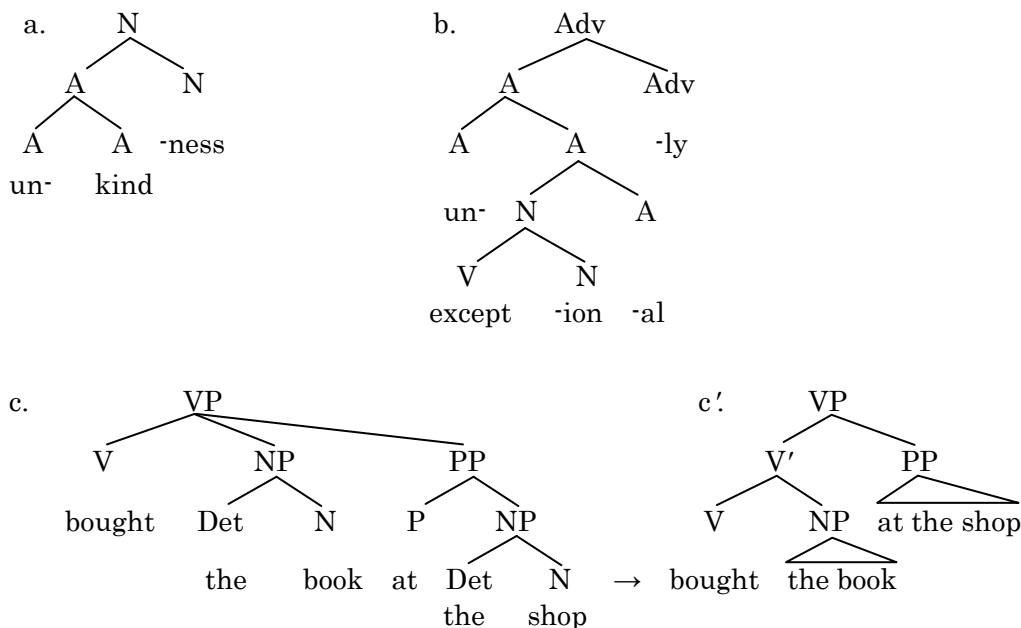 a. N b. Adv
A N A Adv
A A -ness A A -ly
un- kind
un- N A
V N
except -ion -al
c. VP c′. VP
V NP PP V′ PP
bought Det N P NP V NP at the shop
the book at Det N → bought the book
the shop